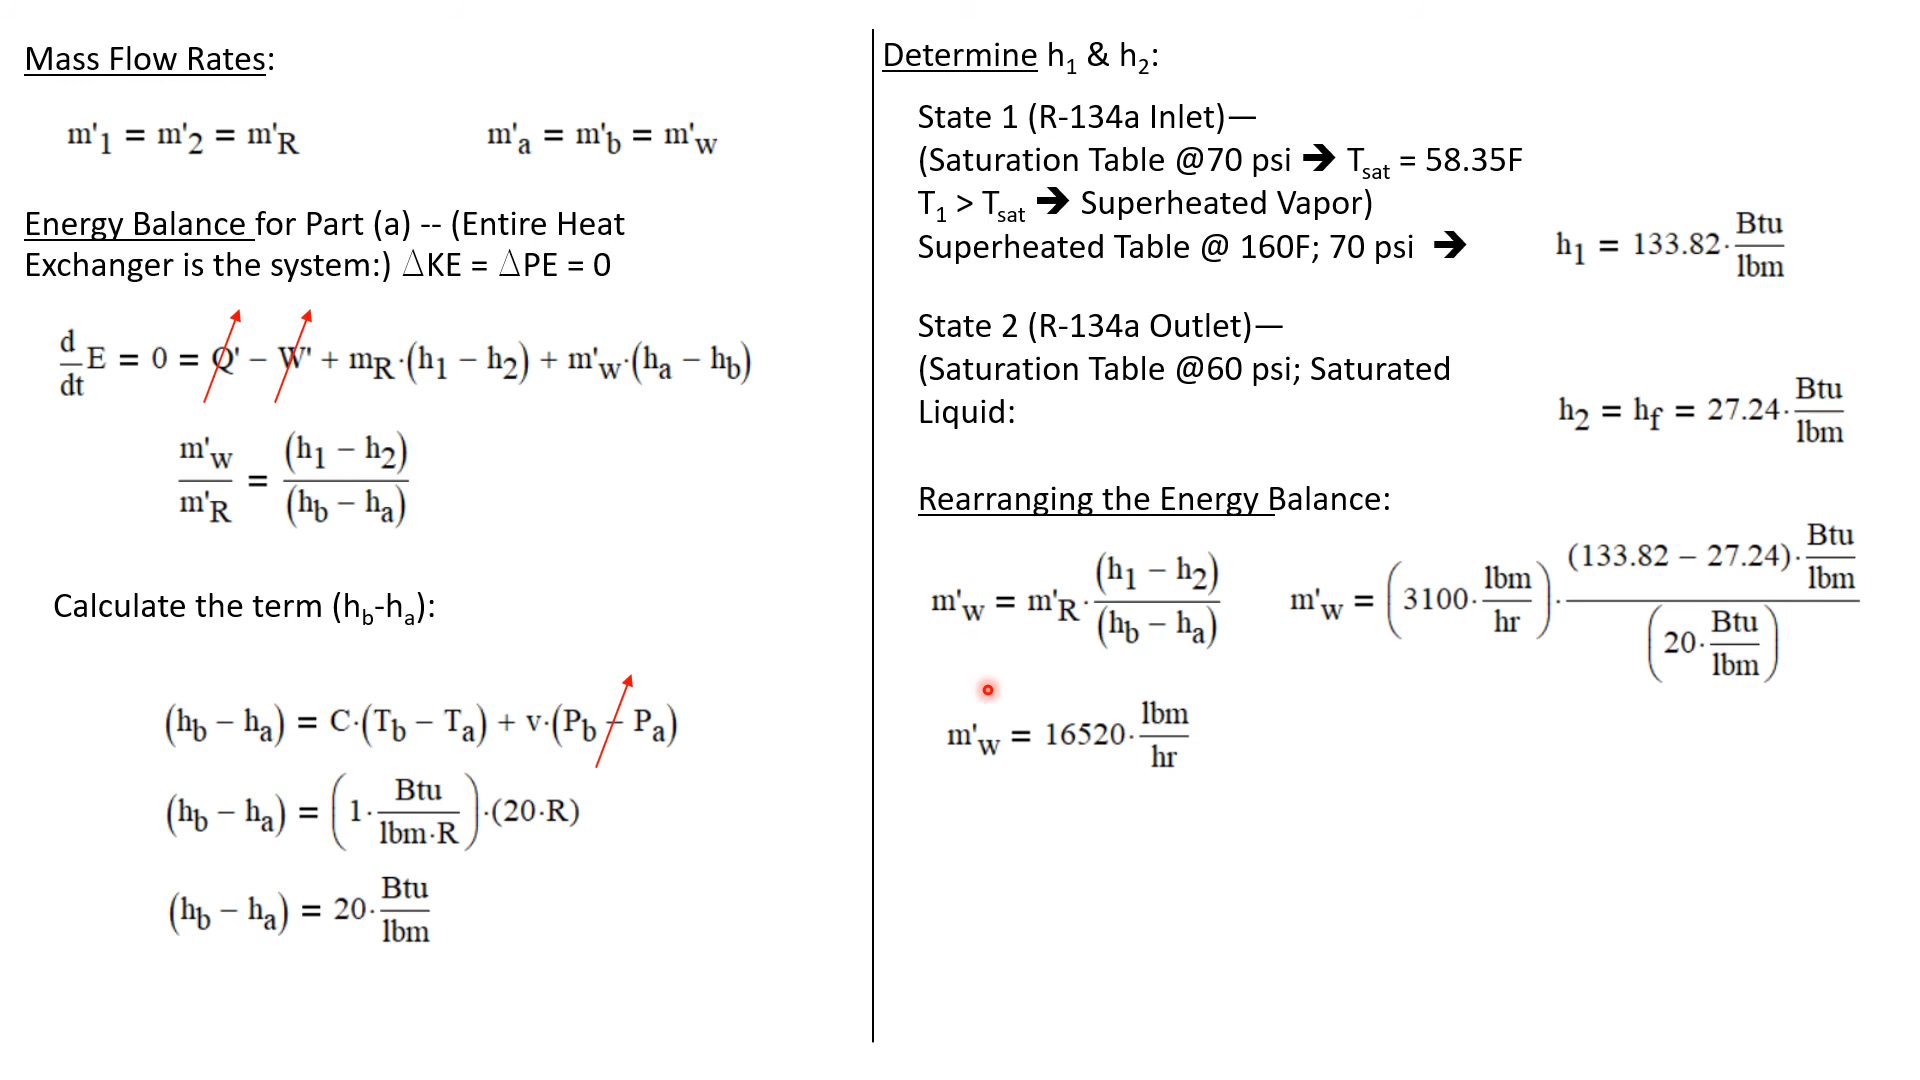 Mass Flow Rates:
m'1 = m'2 = m'R    m'a = m'b = m'w
Energy Balance for Part (a) -- (Entire Heat
Exchanger is the system:) △KE = △PE = 0
d/dt E = 0 = Q' − W' + mR·(h1 − h2) + m'w·(ha − hb)
m'w/m'R = (h1 − h2)/(hb − ha)
Calculate the term (hb-ha):
(hb − ha) = C·(Tb − Ta) + v·(Pb − Pa)
(hb − ha) = (1·Btu/lbm·R)·(20·R)
(hb − ha) = 20·Btu/lbm
Determine h1 & h2:
State 1 (R-134a Inlet)—
(Saturation Table @70 psi ➔ Tsat = 58.35F
T1 > Tsat ➔ Superheated Vapor)
Superheated Table @ 160F; 70 psi ➔ h1 = 133.82·Btu/lbm
State 2 (R-134a Outlet)—
(Saturation Table @60 psi; Saturated
Liquid: h2 = hf = 27.24·Btu/lbm
Rearranging the Energy Balance:
m'w = m'R·(h1 − h2)/(hb − ha)    m'w = (3100·lbm/hr)·(133.82 − 27.24)·Btu/lbm/(20·Btu/lbm)
m'w = 16520·lbm/hr